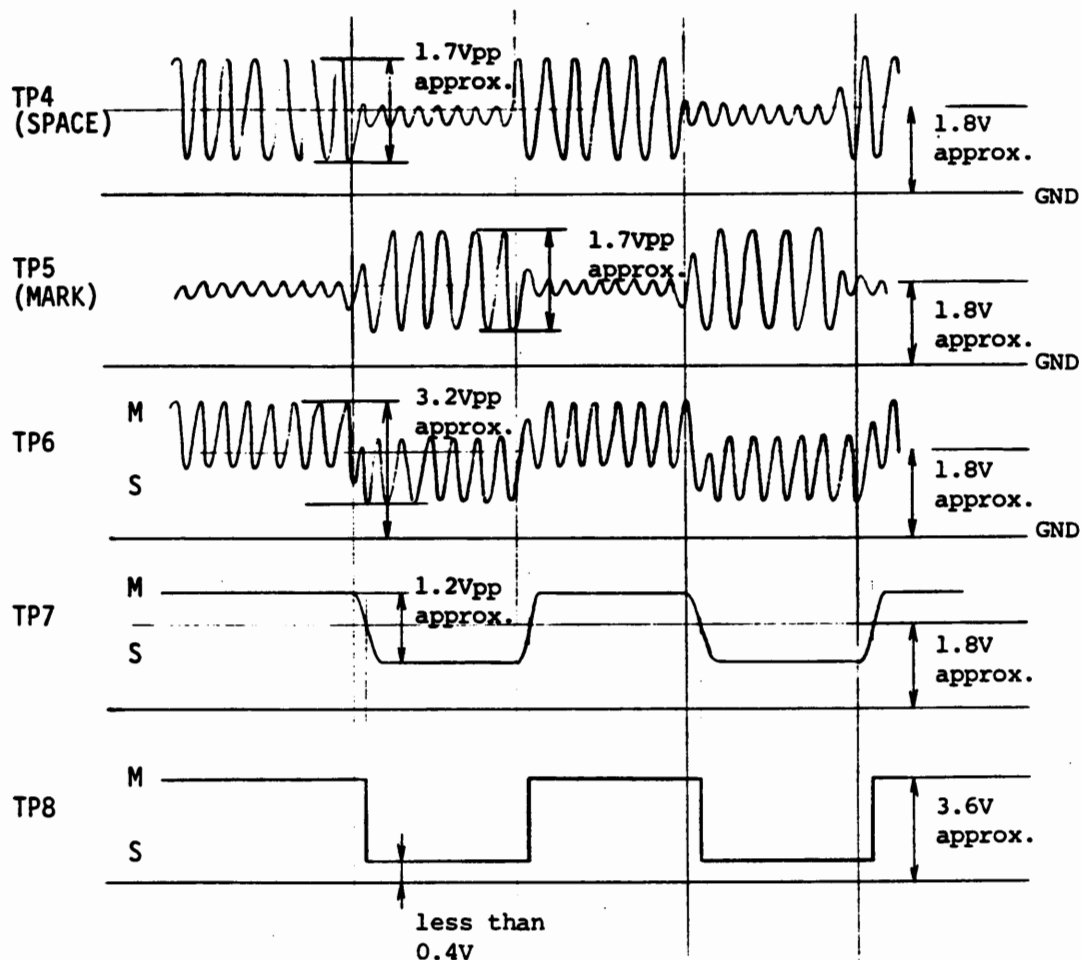 1.7Vpp
approx.
TP4
(SPACE)
1.8V
approx.
GND
TP5
(MARK)
1.7Vpp
approx.
1.8V
approx.
GND
M
TP6
S
3.2Vpp
approx.
1.8V
approx.
GND
M
TP7
S
1.2Vpp
approx.
1.8V
approx.
M
TP8
S
3.6V
approx.
less than
0.4V